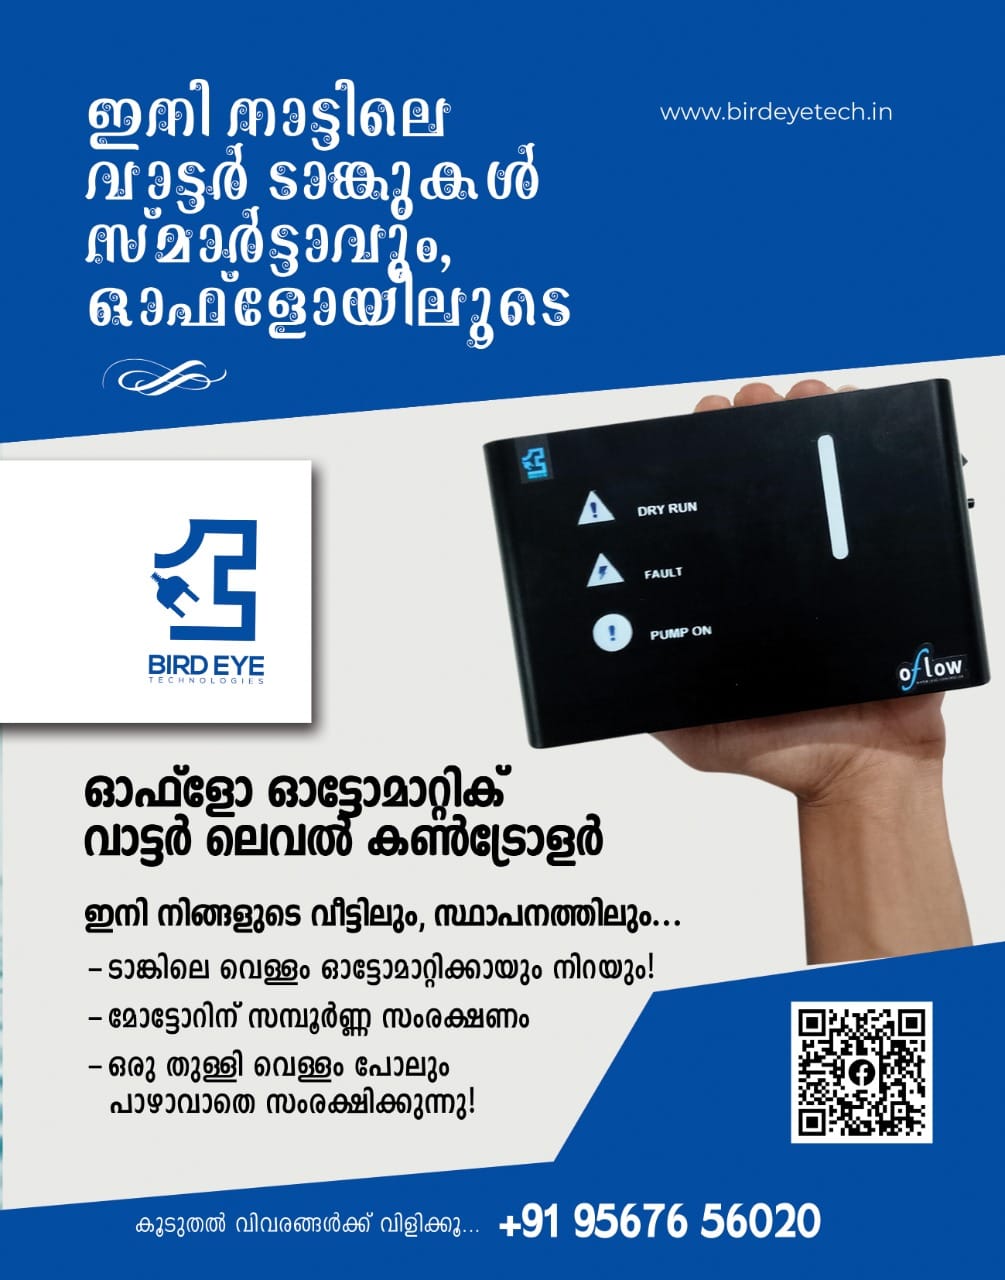 ഇനി നാട്ടിലെ
വാട്ടർ ടാങ്കുകൾ
സ്മാർട്ടാവും,
ഓഫ്ളോയിലൂടെ
www.birdeyetech.in
DRY RUN
FAULT
PUMP ON
oflow
BIRD EYE
TECHNOLOGIES
ഓഫ്ളോ ഓട്ടോമാറ്റിക്
വാട്ടർ ലെവൽ കൺട്രോളർ
ഇനി നിങ്ങളുടെ വീട്ടിലും, സ്ഥാപനത്തിലും...
– ടാങ്കിലെ വെള്ളം ഓട്ടോമാറ്റിക്കായും നിറയും!
– മോട്ടോറിന് സമ്പൂർണ്ണ സംരക്ഷണം
– ഒരു തുള്ളി വെള്ളം പോലും
പാഴാവാതെ സംരക്ഷിക്കുന്നു!
കൂടുതൽ വിവരങ്ങൾക്ക് വിളിക്കൂ... +91 95676 56020